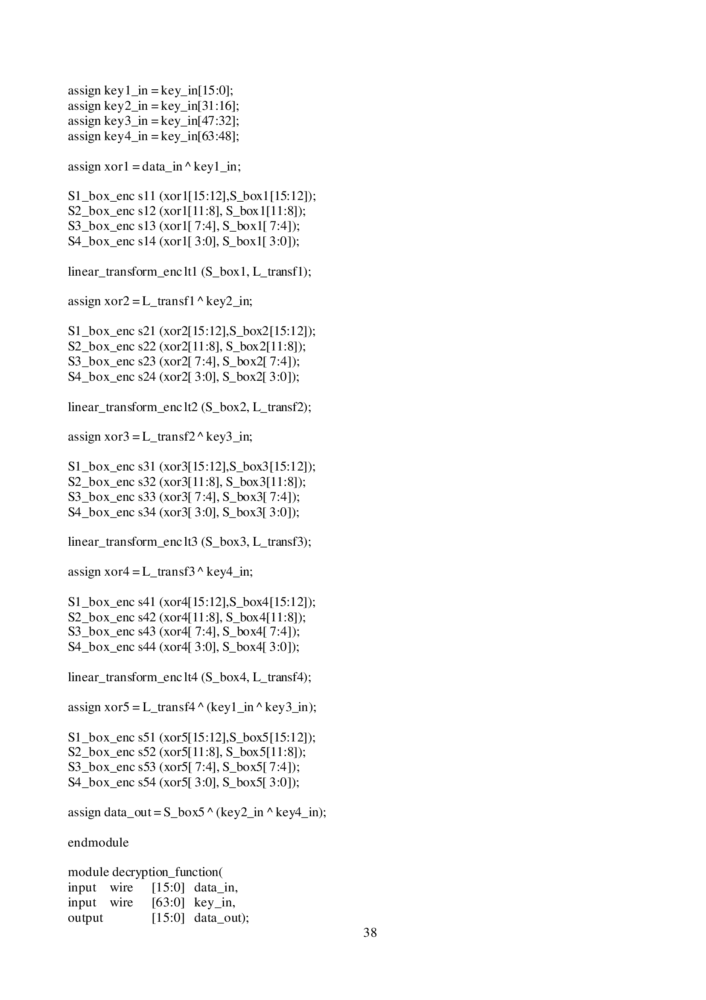 assign key1_in = key_in[15:0];
assign key2_in = key_in[31:16];
assign key3_in = key_in[47:32];
assign key4_in = key_in[63:48];
assign xor1 = data_in ^ key1_in;
S1_box_enc s11 (xor1[15:12],S_box1[15:12]);
S2_box_enc s12 (xor1[11:8], S_box1[11:8]);
S3_box_enc s13 (xor1[ 7:4], S_box1[ 7:4]);
S4_box_enc s14 (xor1[ 3:0], S_box1[ 3:0]);
linear_transform_enc lt1 (S_box1, L_transf1);
assign xor2 = L_transf1 ^ key2_in;
S1_box_enc s21 (xor2[15:12],S_box2[15:12]);
S2_box_enc s22 (xor2[11:8], S_box2[11:8]);
S3_box_enc s23 (xor2[ 7:4], S_box2[ 7:4]);
S4_box_enc s24 (xor2[ 3:0], S_box2[ 3:0]);
linear_transform_enc lt2 (S_box2, L_transf2);
assign xor3 = L_transf2 ^ key3_in;
S1_box_enc s31 (xor3[15:12],S_box3[15:12]);
S2_box_enc s32 (xor3[11:8], S_box3[11:8]);
S3_box_enc s33 (xor3[ 7:4], S_box3[ 7:4]);
S4_box_enc s34 (xor3[ 3:0], S_box3[ 3:0]);
linear_transform_enc lt3 (S_box3, L_transf3);
assign xor4 = L_transf3 ^ key4_in;
S1_box_enc s41 (xor4[15:12],S_box4[15:12]);
S2_box_enc s42 (xor4[11:8], S_box4[11:8]);
S3_box_enc s43 (xor4[ 7:4], S_box4[ 7:4]);
S4_box_enc s44 (xor4[ 3:0], S_box4[ 3:0]);
linear_transform_enc lt4 (S_box4, L_transf4);
assign xor5 = L_transf4 ^ (key1_in ^ key3_in);
S1_box_enc s51 (xor5[15:12],S_box5[15:12]);
S2_box_enc s52 (xor5[11:8], S_box5[11:8]);
S3_box_enc s53 (xor5[ 7:4], S_box5[ 7:4]);
S4_box_enc s54 (xor5[ 3:0], S_box5[ 3:0]);
assign data_out = S_box5 ^ (key2_in ^ key4_in);
endmodule
module decryption_function(
input wire [15:0] data_in,
input wire [63:0] key_in,
output [15:0] data_out);
38